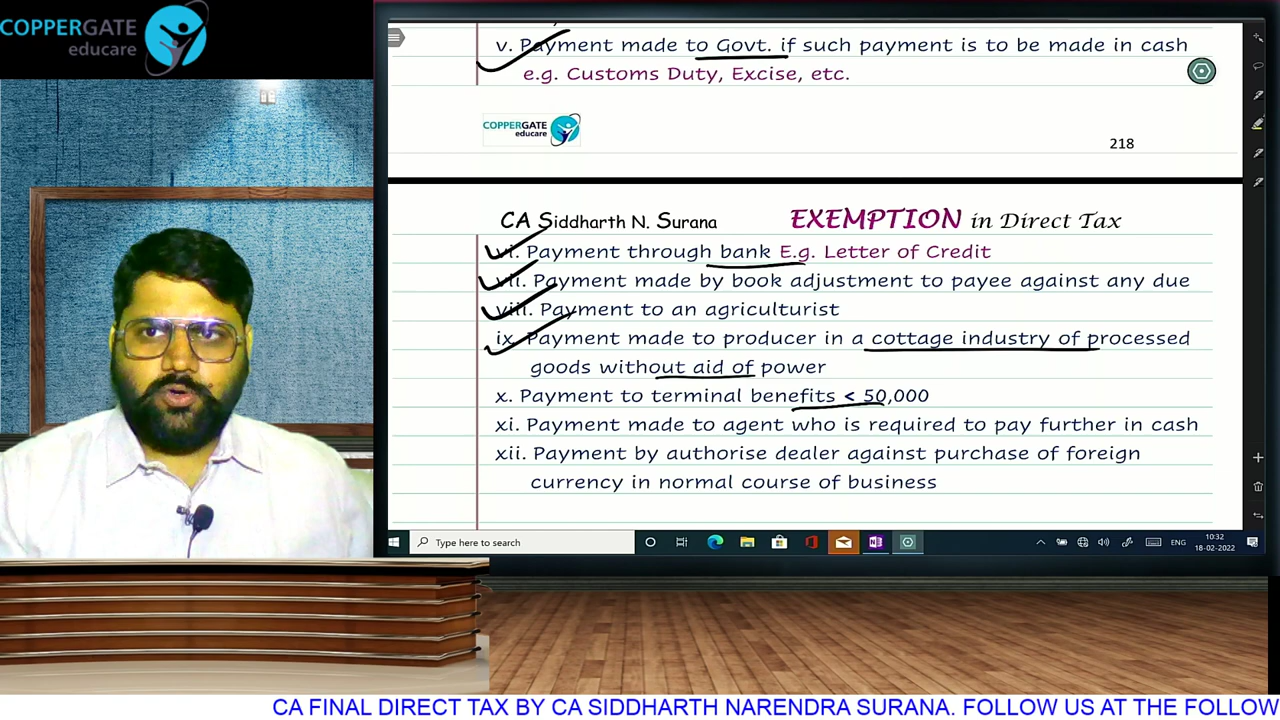 COPPERGATE
educare
v. Payment made to Govt. if such payment is to be made in cash
e.g. Customs Duty, Excise, etc.
COPPERGATE
educare
218
CA Siddharth N. Surana EXEMPTION in Direct Tax
vi. Payment through bank E.g. Letter of Credit
vii. Payment made by book adjustment to payee against any due
viii. Payment to an agriculturist
ix. Payment made to producer in a cottage industry of processed
goods without aid of power
x. Payment to terminal benefits < 50,000
xi. Payment made to agent who is required to pay further in cash
xii. Payment by authorise dealer against purchase of foreign
currency in normal course of business
Type here to search
ENG
10:32
18-02-2022
CA FINAL DIRECT TAX BY CA SIDDHARTH NARENDRA SURANA. FOLLOW US AT THE FOLLOW